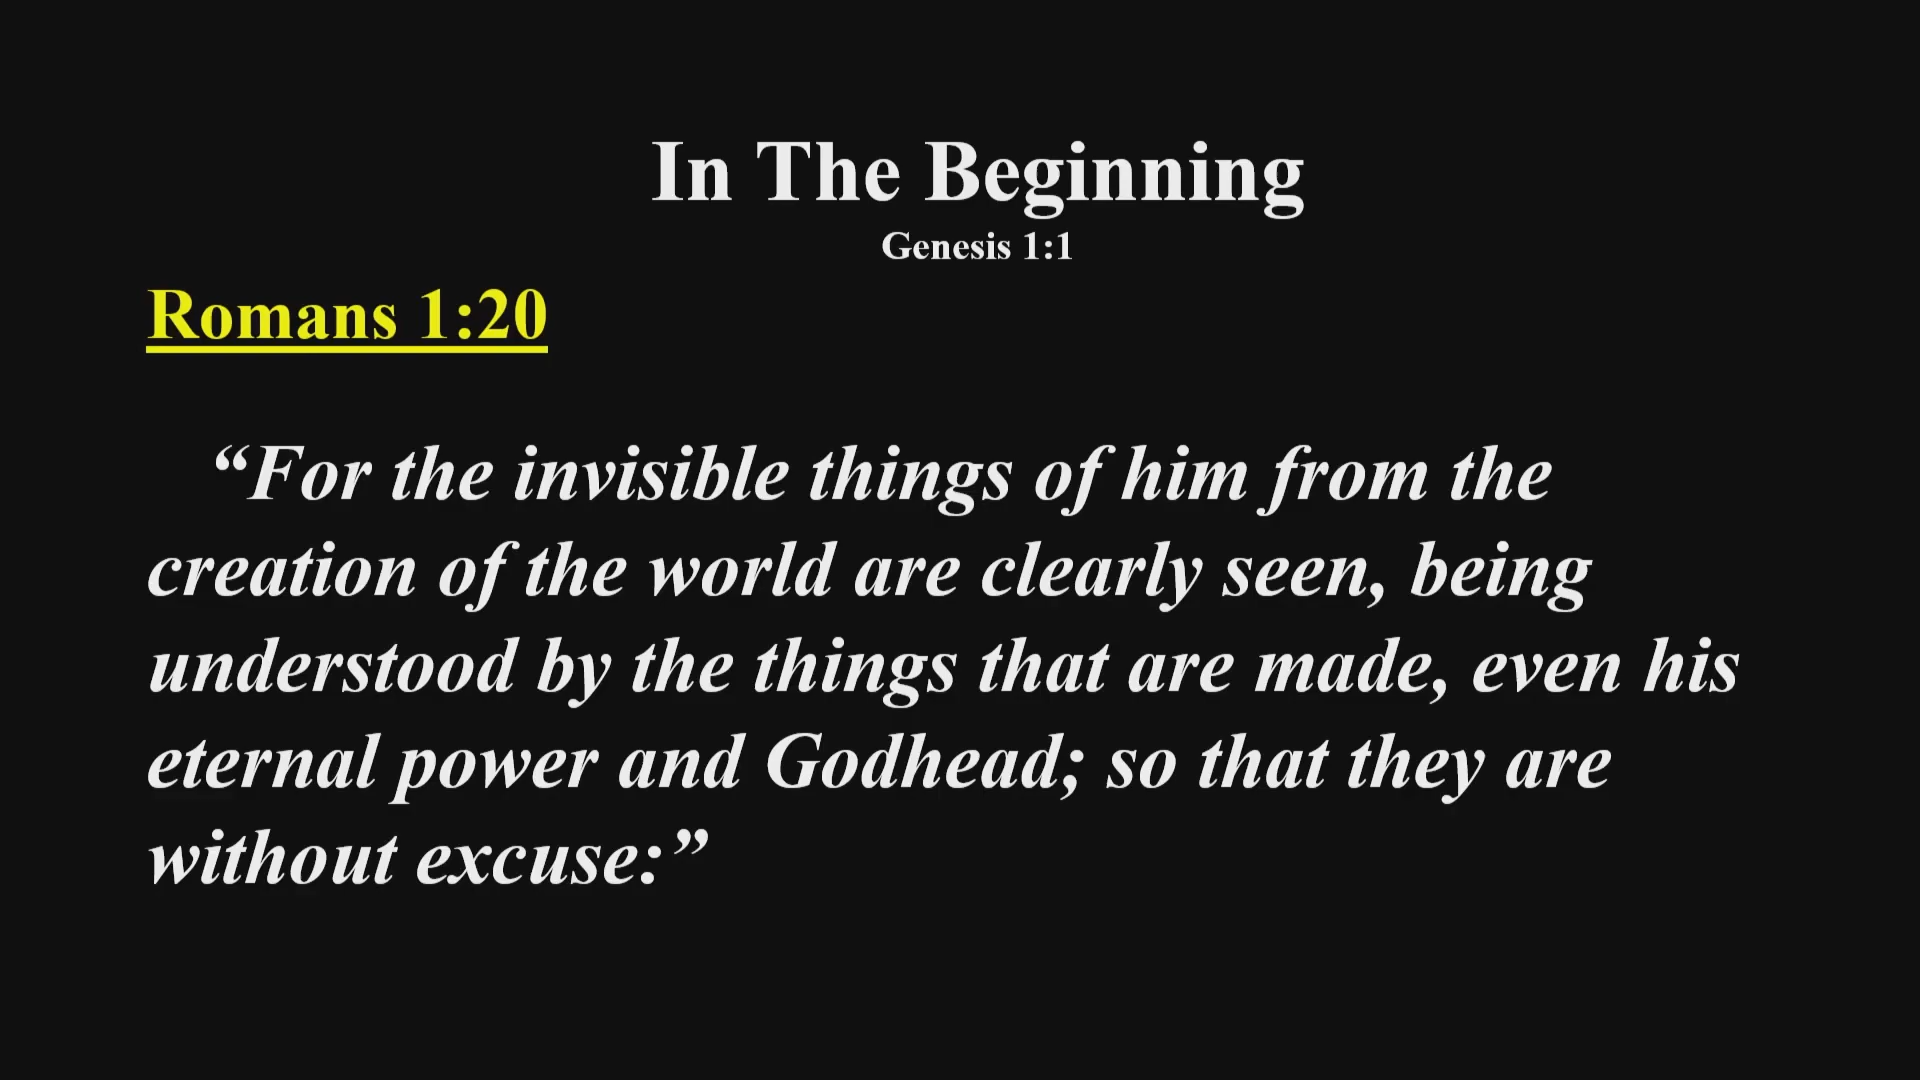 In The Beginning
Genesis 1:1
Romans 1:20
“For the invisible things of him from the
creation of the world are clearly seen, being
understood by the things that are made, even his
eternal power and Godhead; so that they are
without excuse:”